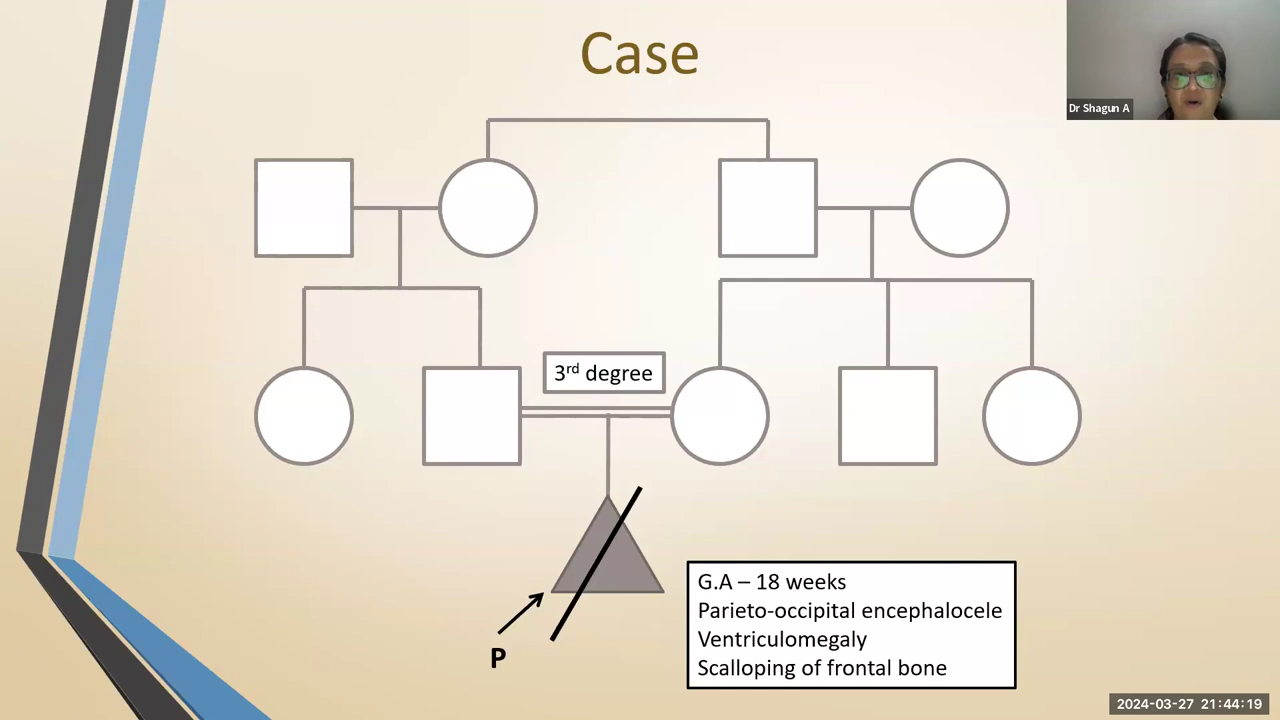 Case
Dr Shagun A
3rd degree
P
G.A – 18 weeks
Parieto-occipital encephalocele
Ventriculomegaly
Scalloping of frontal bone
2024-03-27 21:44:19